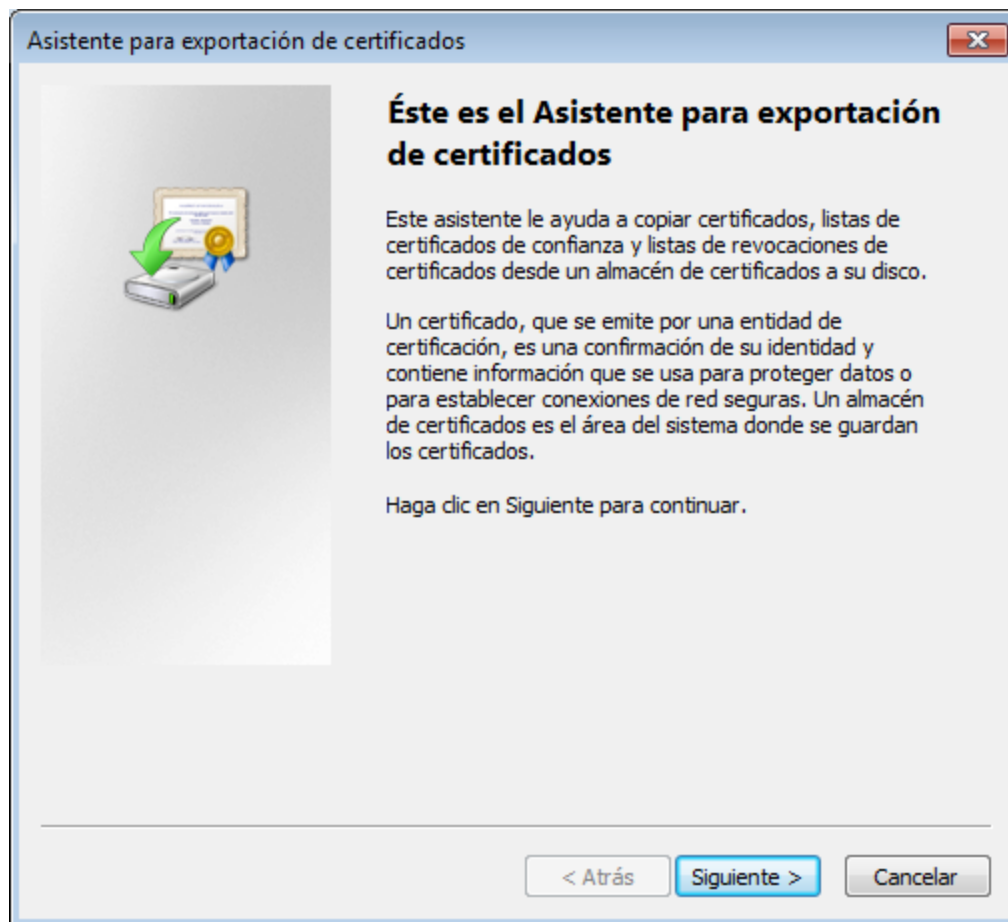 Asistente para exportación de certificados
Éste es el Asistente para exportación
de certificados
Este asistente le ayuda a copiar certificados, listas de
certificados de confianza y listas de revocaciones de
certificados desde un almacén de certificados a su disco.
Un certificado, que se emite por una entidad de
certificación, es una confirmación de su identidad y
contiene información que se usa para proteger datos o
para establecer conexiones de red seguras. Un almacén
de certificados es el área del sistema donde se guardan
los certificados.
Haga clic en Siguiente para continuar.
< Atrás
Siguiente >
Cancelar